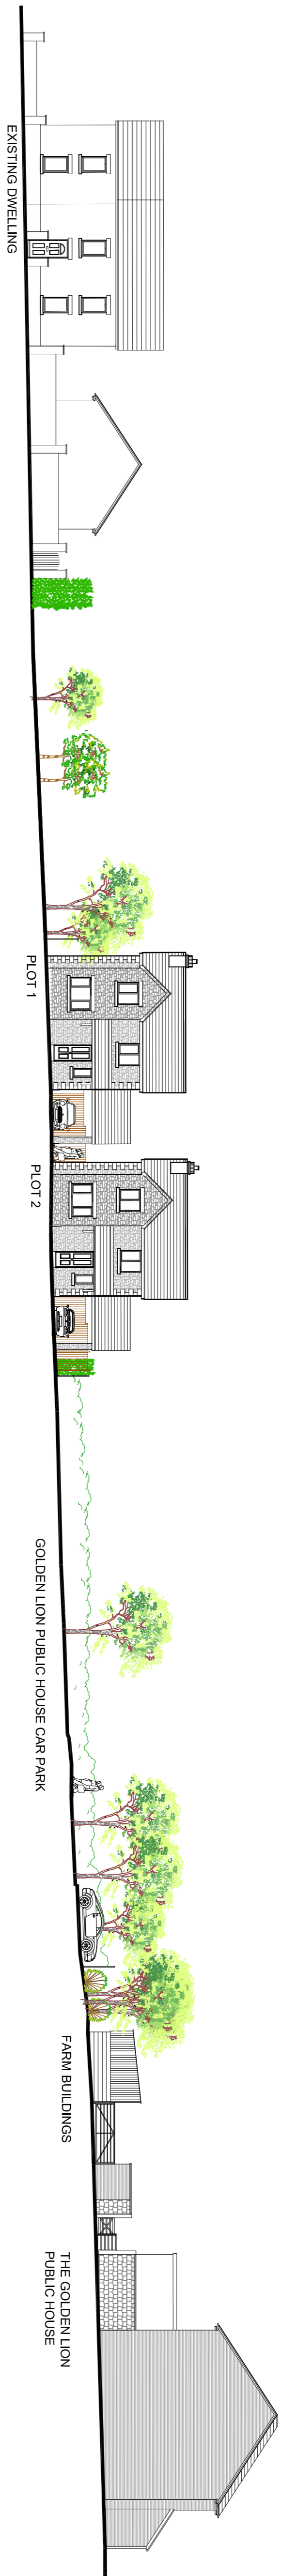 EXISTING DWELLING
PLOT 1
PLOT 2
GOLDEN LION PUBLIC HOUSE CAR PARK
FARM BUILDINGS
THE GOLDEN LION
PUBLIC HOUSE